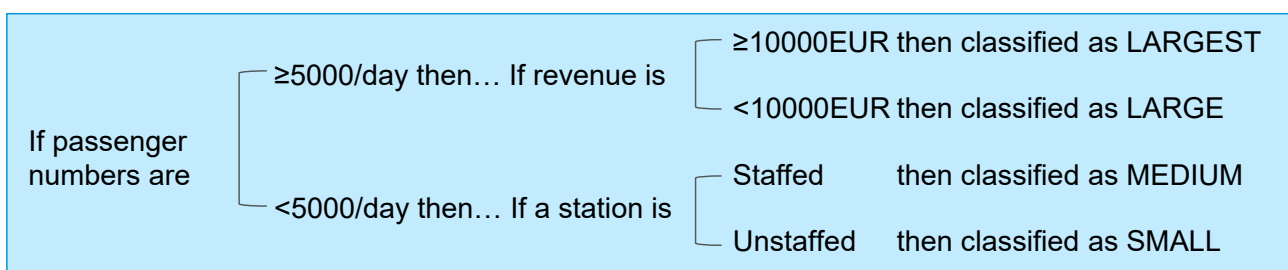 ≥10000EUR then classified as LARGEST
≥5000/day then… If revenue is
<10000EUR then classified as LARGE
If passenger
numbers are
Staffed then classified as MEDIUM
<5000/day then… If a station is
Unstaffed then classified as SMALL